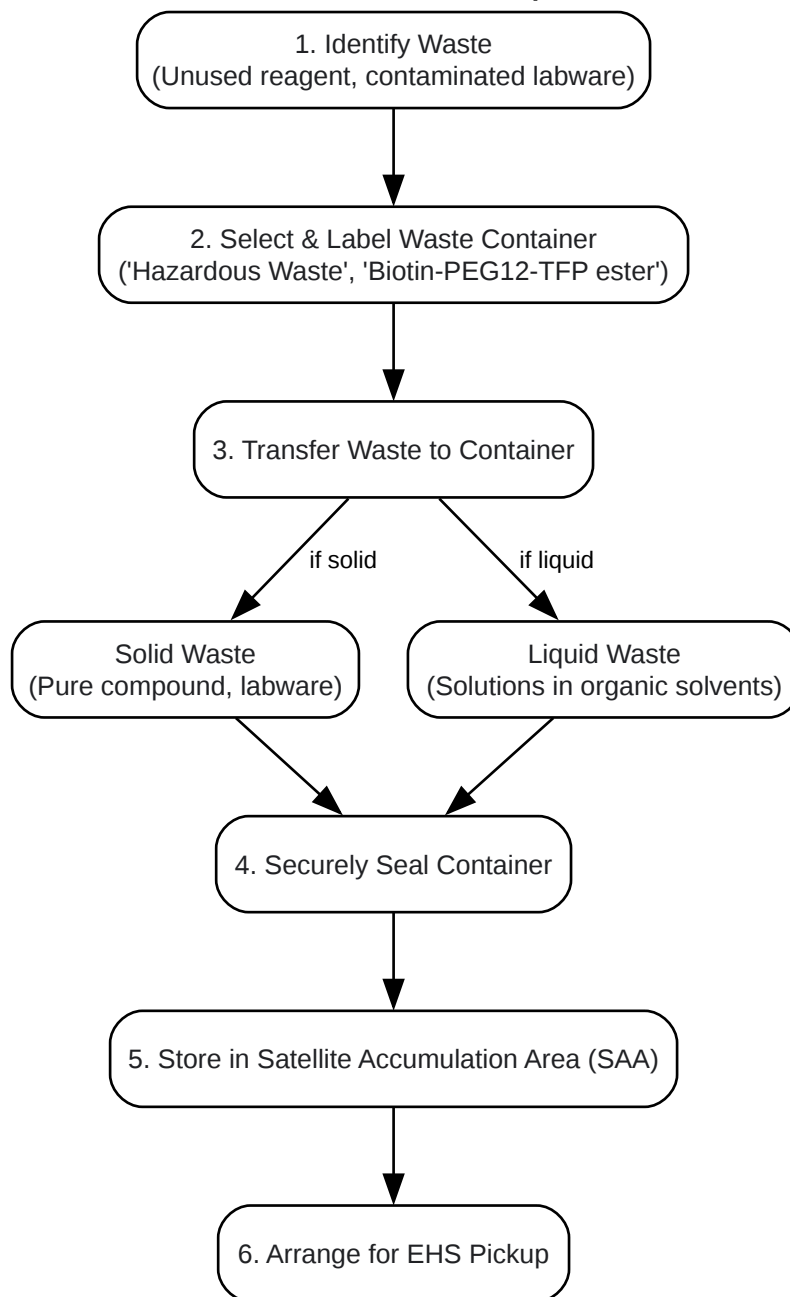 1. Identify Waste
(Unused reagent, contaminated labware)
2. Select & Label Waste Container
('Hazardous Waste', 'Biotin-PEG12-TFP ester')
3. Transfer Waste to Container
if solid
if liquid
Solid Waste
(Pure compound, labware)
Liquid Waste
(Solutions in organic solvents)
4. Securely Seal Container
5. Store in Satellite Accumulation Area (SAA)
6. Arrange for EHS Pickup